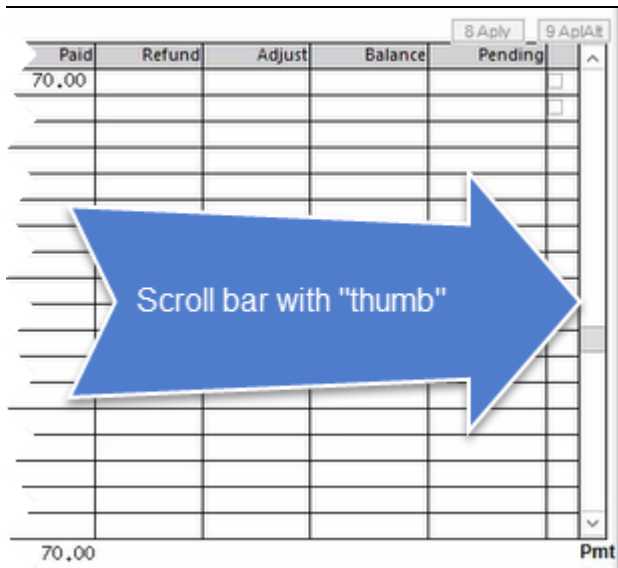 8 Aply 9 AplAlt
Paid Refund Adjust Balance Pending
70.00
Scroll bar with "thumb"
70.00 Pmt